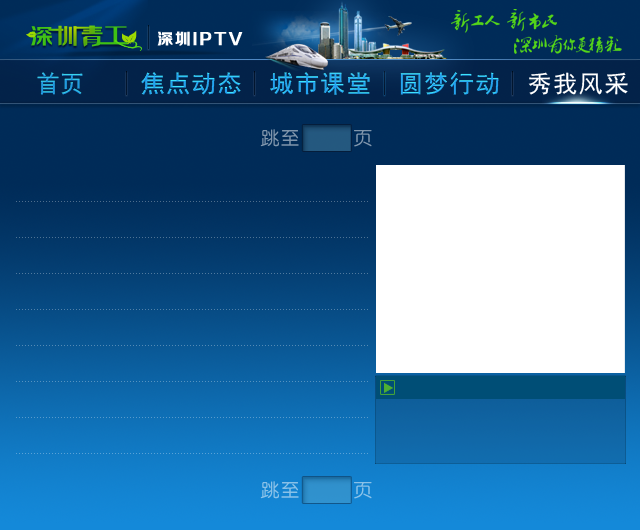 深圳青工 深圳IPTV
新工人 新市民
深圳有你更精彩
首页 焦点动态 城市课堂 圆梦行动 秀我风采
跳至 页
跳至 页